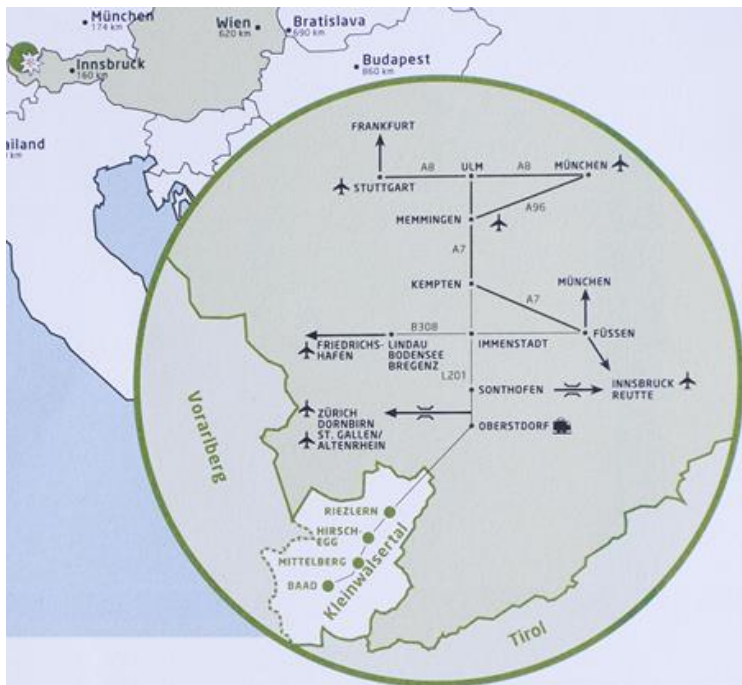 München
174 km
Wien
620 km
Bratislava
690 km
Innsbruck
160 km
Budapest
860 km
ailand
km
FRANKFURT
A8
ULM
A8
MÜNCHEN
STUTTGART
A96
MEMMINGEN
A7
KEMPTEN
A7
MÜNCHEN
B308
FRIEDRICHS-
HAFEN
LINDAU
BODENSEE
BREGENZ
IMMENSTADT
FÜSSEN
L201
SONTHOFEN
INNSBRUCK
REUTTE
ZÜRICH
DORNBIRN
ST. GALLEN/
ALTENRHEIN
OBERSTDORF
Vorarlberg
RIEZLERN
HIRSCH-
EGG
MITTELBERG
BAAD
Kleinwalsertal
Tirol